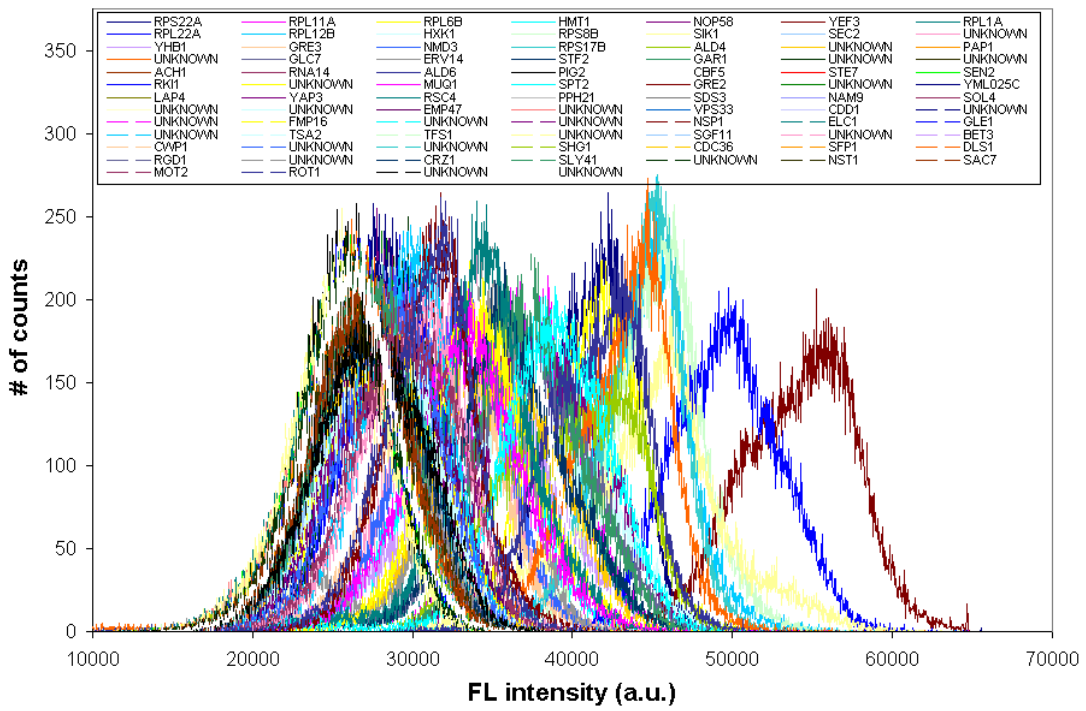 350
300
250
200
150
100
50
0
# of counts
RPS22A RPL11A RPL6B HMT1 NOP58 YEF3 RPL1A
RPL22A RPL12B HXK1 RPS8B SIK1 SEC2 UNKNOWN
YHB1 GRE3 NMD3 RPS17B ALD4 UNKNOWN PAP1
UNKNOWN GLC7 ERV14 STF2 GAR1 UNKNOWN UNKNOWN
ACH1 RNA14 ALD6 PIG2 CBF5 STE7 SEN2
RKI1 UNKNOWN MUQ1 SPT2 GRE2 UNKNOWN YML025C
LAP4 YAP3 RSC4 PPH21 SDS3 NAM9 SOL4
UNKNOWN UNKNOWN EMP47 UNKNOWN VPS33 CDD1 UNKNOWN
UNKNOWN FMP16 UNKNOWN UNKNOWN NSP1 ELC1 GLE1
UNKNOWN TSA2 TFS1 UNKNOWN SGF11 UNKNOWN BET3
CWP1 UNKNOWN UNKNOWN SHG1 CDC36 SFP1 DLS1
RGD1 UNKNOWN CRZ1 SLY41 UNKNOWN NST1 SAC7
MOT2 ROT1 UNKNOWN UNKNOWN
10000 20000 30000 40000 50000 60000 70000
FL intensity (a.u.)